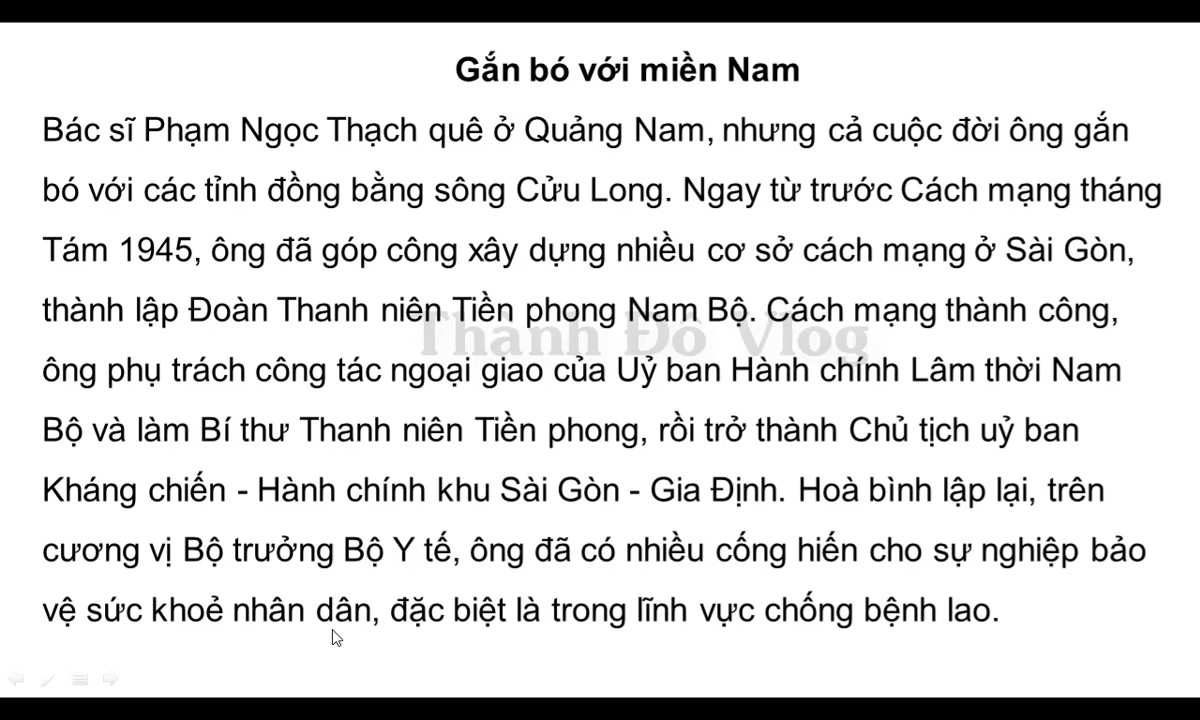 Gắn bó với miền Nam
Bác sĩ Phạm Ngọc Thạch quê ở Quảng Nam, nhưng cả cuộc đời ông gắn
bó với các tỉnh đồng bằng sông Cửu Long. Ngay từ trước Cách mạng tháng
Tám 1945, ông đã góp công xây dựng nhiều cơ sở cách mạng ở Sài Gòn,
thành lập Đoàn Thanh niên Tiền phong Nam Bộ. Cách mạng thành công,
Thành Đô Vlog
ông phụ trách công tác ngoại giao của Uỷ ban Hành chính Lâm thời Nam
Bộ và làm Bí thư Thanh niên Tiền phong, rồi trở thành Chủ tịch uỷ ban
Kháng chiến - Hành chính khu Sài Gòn - Gia Định. Hoà bình lập lại, trên
cương vị Bộ trưởng Bộ Y tế, ông đã có nhiều cống hiến cho sự nghiệp bảo
vệ sức khoẻ nhân dân, đặc biệt là trong lĩnh vực chống bệnh lao.